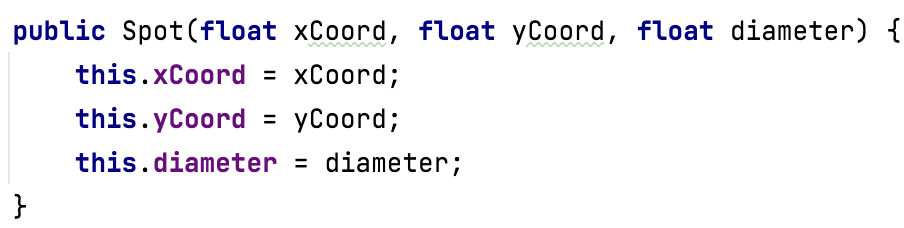 public Spot(float xCoord, float yCoord, float diameter) {
    this.xCoord = xCoord;
    this.yCoord = yCoord;
    this.diameter = diameter;
}